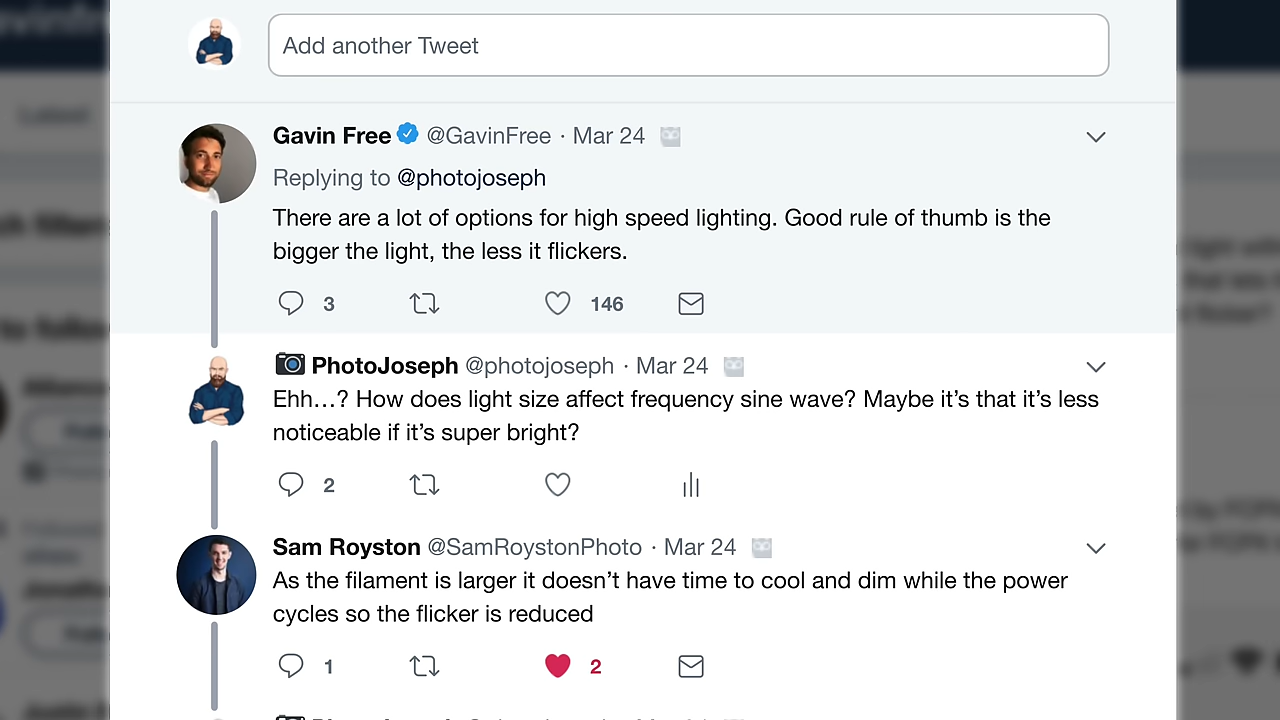 Add another Tweet
Gavin Free @GavinFree · Mar 24
Replying to @photojoseph
There are a lot of options for high speed lighting. Good rule of thumb is the
bigger the light, the less it flickers.
3 146
PhotoJoseph @photojoseph · Mar 24
Ehh…? How does light size affect frequency sine wave? Maybe it’s that it’s less
noticeable if it’s super bright?
2
Sam Royston @SamRoystonPhoto · Mar 24
As the filament is larger it doesn’t have time to cool and dim while the power
cycles so the flicker is reduced
1 2